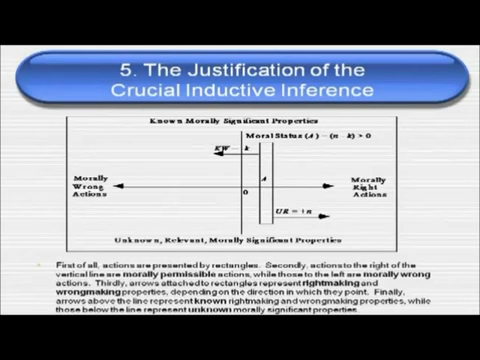 5. The Justification of the
Crucial Inductive Inference
Known Morally Significant Properties
Moral Status (A) = (n - k) > 0
KW = k
Morally
Wrong
Actions
A
0
Morally
Right
Actions
UR = +n
Unknown, Relevant, Morally Significant Properties
First of all, actions are presented by rectangles. Secondly, actions to the right of the
vertical line are morally permissible actions, while those to the left are morally wrong
actions. Thirdly, arrows attached to rectangles represent rightmaking and
wrongmaking properties, depending on the direction in which they point. Finally,
arrows above the line represent known rightmaking and wrongmaking properties, while
those below the line represent unknown morally significant properties.